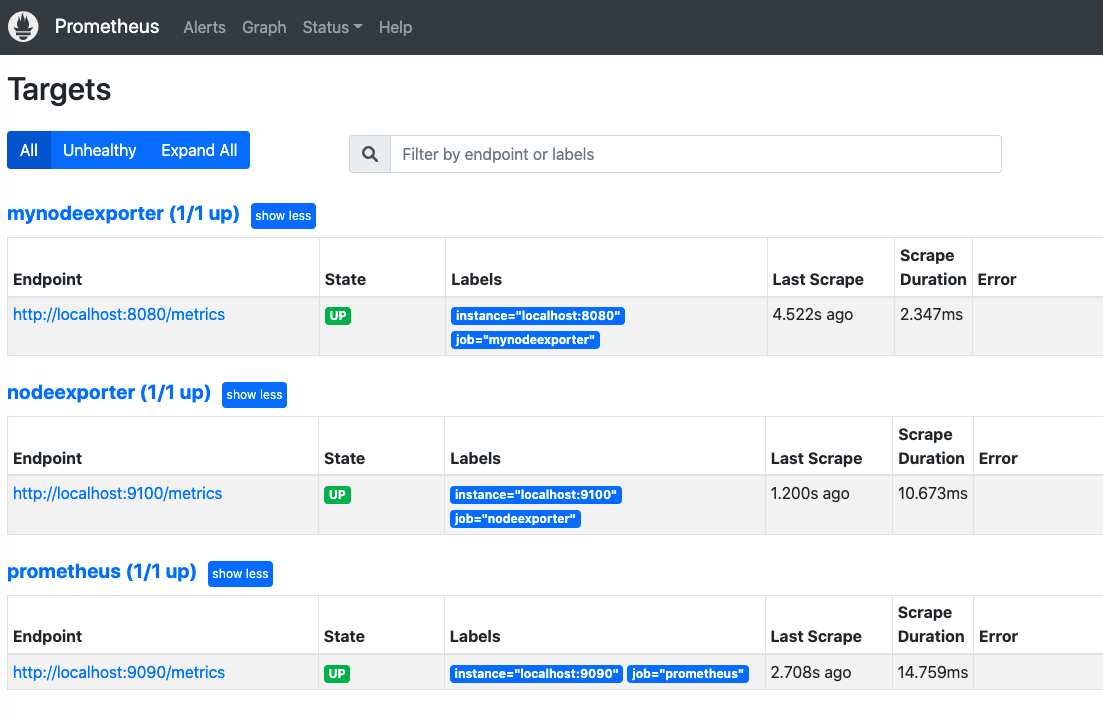 Prometheus Alerts Graph Status Help
Targets
All Unhealthy Expand All
Filter by endpoint or labels
mynodeexporter (1/1 up) show less
Endpoint State Labels Last Scrape Scrape Duration Error
http://localhost:8080/metrics UP instance="localhost:8080" 4.522s ago 2.347ms
job="mynodeexporter"
nodeexporter (1/1 up) show less
Endpoint State Labels Last Scrape Scrape Duration Error
http://localhost:9100/metrics UP instance="localhost:9100" 1.200s ago 10.673ms
job="nodeexporter"
prometheus (1/1 up) show less
Endpoint State Labels Last Scrape Scrape Duration Error
http://localhost:9090/metrics UP instance="localhost:9090" job="prometheus" 2.708s ago 14.759ms